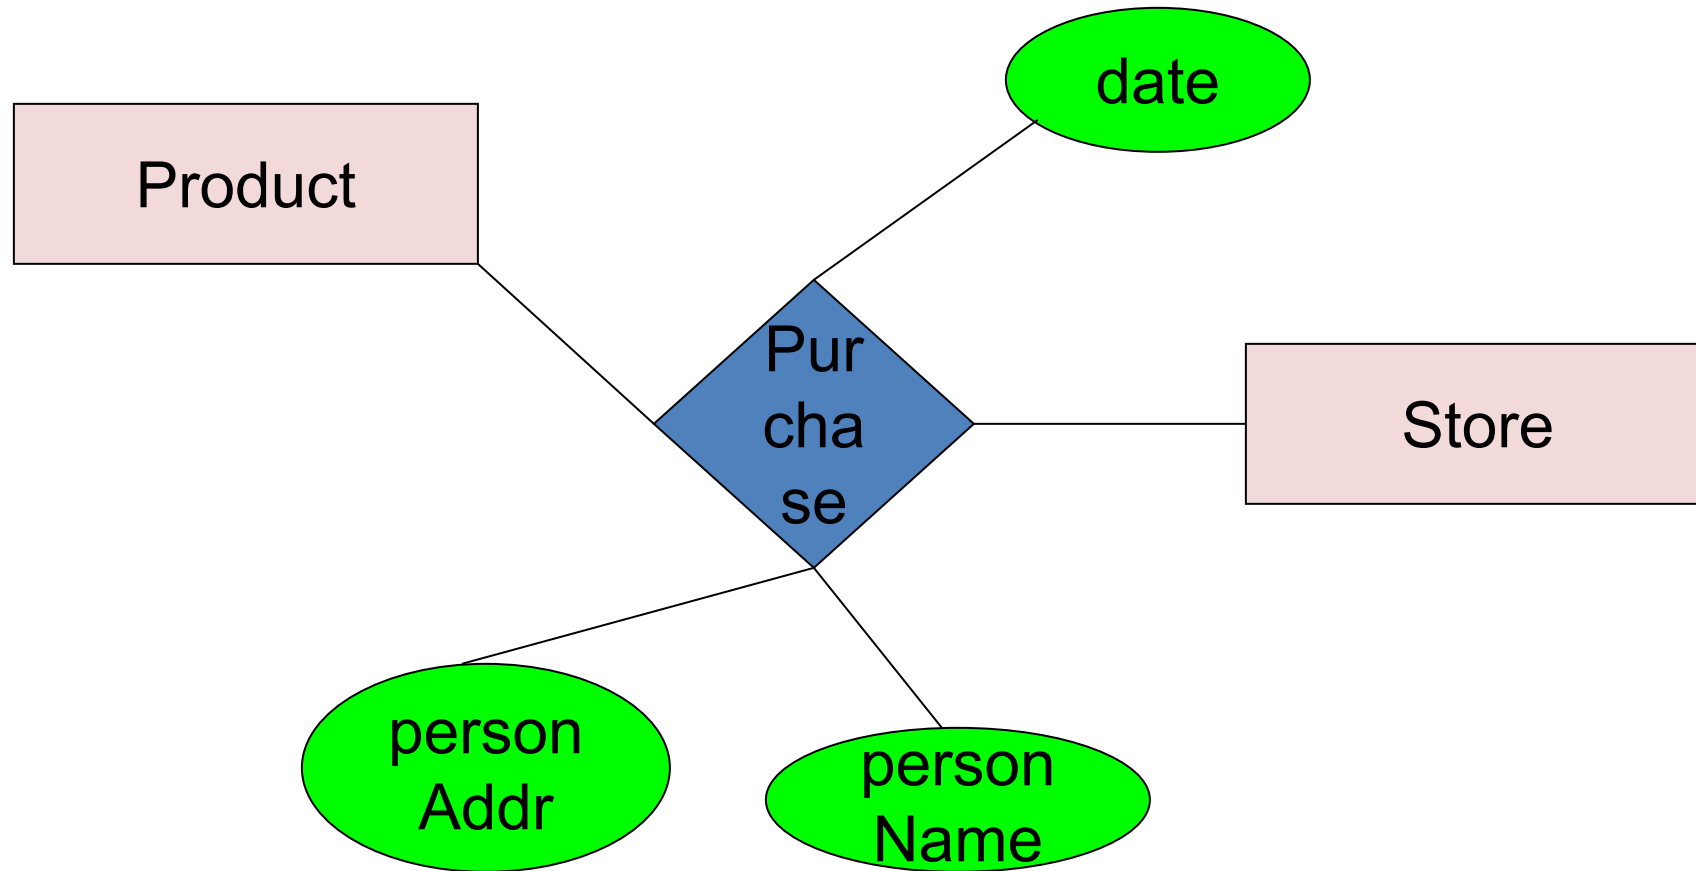 date
Product
Pur
cha
se
Store
person
Addr
person
Name